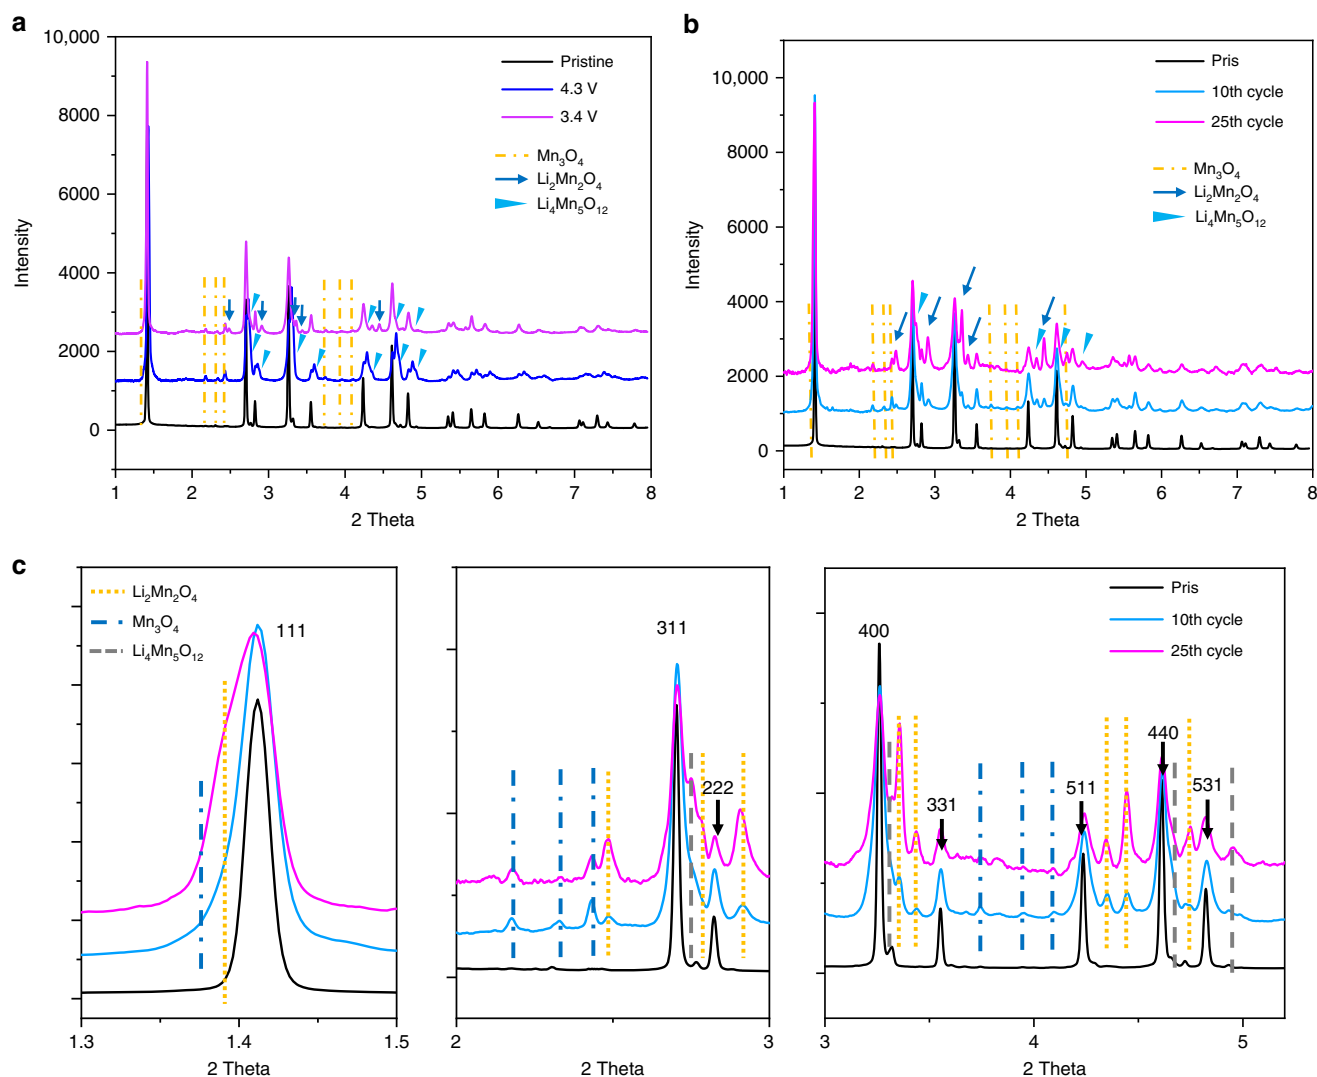 a
10,000
8000
6000
4000
2000
0
Intensity
1 2 3 4 5 6 7 8
2 Theta
Pristine
4.3 V
3.4 V
Mn₃O₄
Li₂Mn₂O₄
Li₄Mn₅O₁₂
b
10,000
8000
6000
4000
2000
0
Intensity
1 2 3 4 5 6 7 8
2 Theta
Pris
10th cycle
25th cycle
Mn₃O₄
Li₂Mn₂O₄
Li₄Mn₅O₁₂
c
Li₂Mn₂O₄
Mn₃O₄
Li₄Mn₅O₁₂
111
1.3 1.4 1.5
2 Theta
311
222
2 3
2 Theta
Pris
10th cycle
25th cycle
400
331
511
440
531
3 4 5
2 Theta